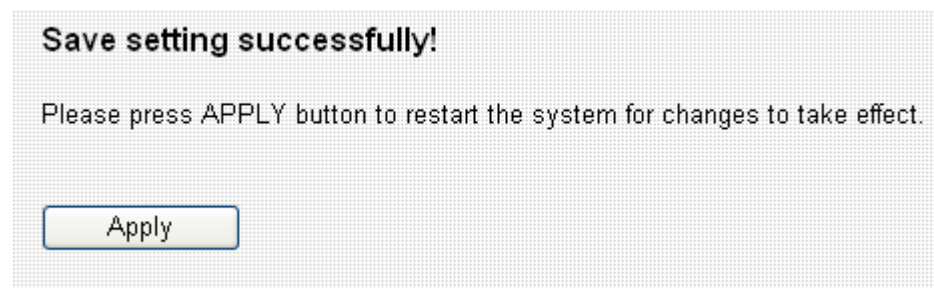 Save setting successfully!
Please press APPLY button to restart the system for changes to take effect.
Apply